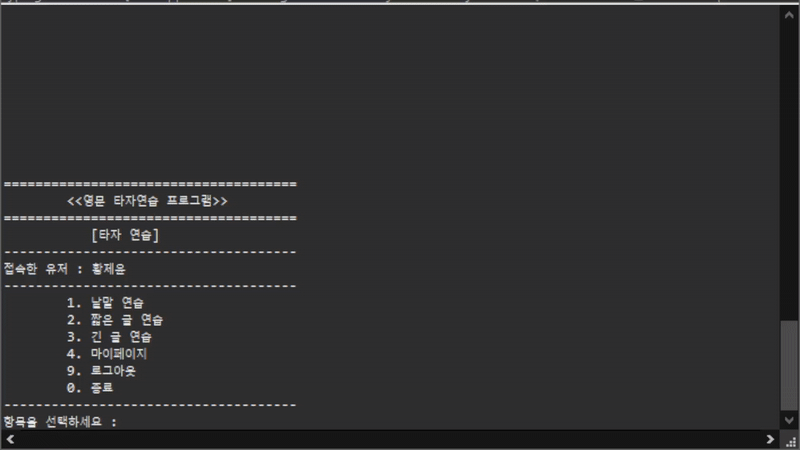 =====================================
<<영문 타자연습 프로그램>>
=====================================
[타자 연습]
-------------------------------------
접속한 유저 : 황제윤
-------------------------------------
1. 낱말 연습
2. 짧은 글 연습
3. 긴 글 연습
4. 마이페이지
9. 로그아웃
0. 종료
-------------------------------------
항목을 선택하세요 :